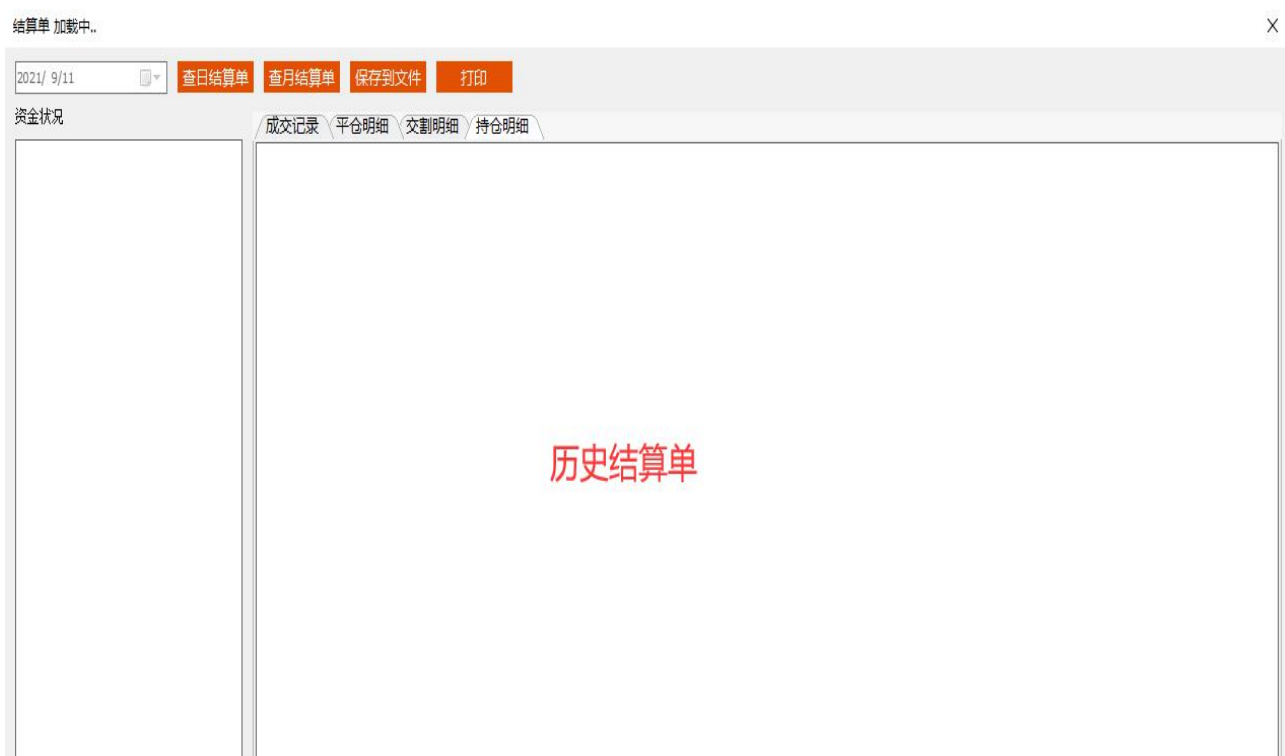 结算单 加载中..
X
2021/ 9/11 查日结算单 查月结算单 保存到文件 打印
资金状况
成交记录 平仓明细 交割明细 持仓明细
历史结算单